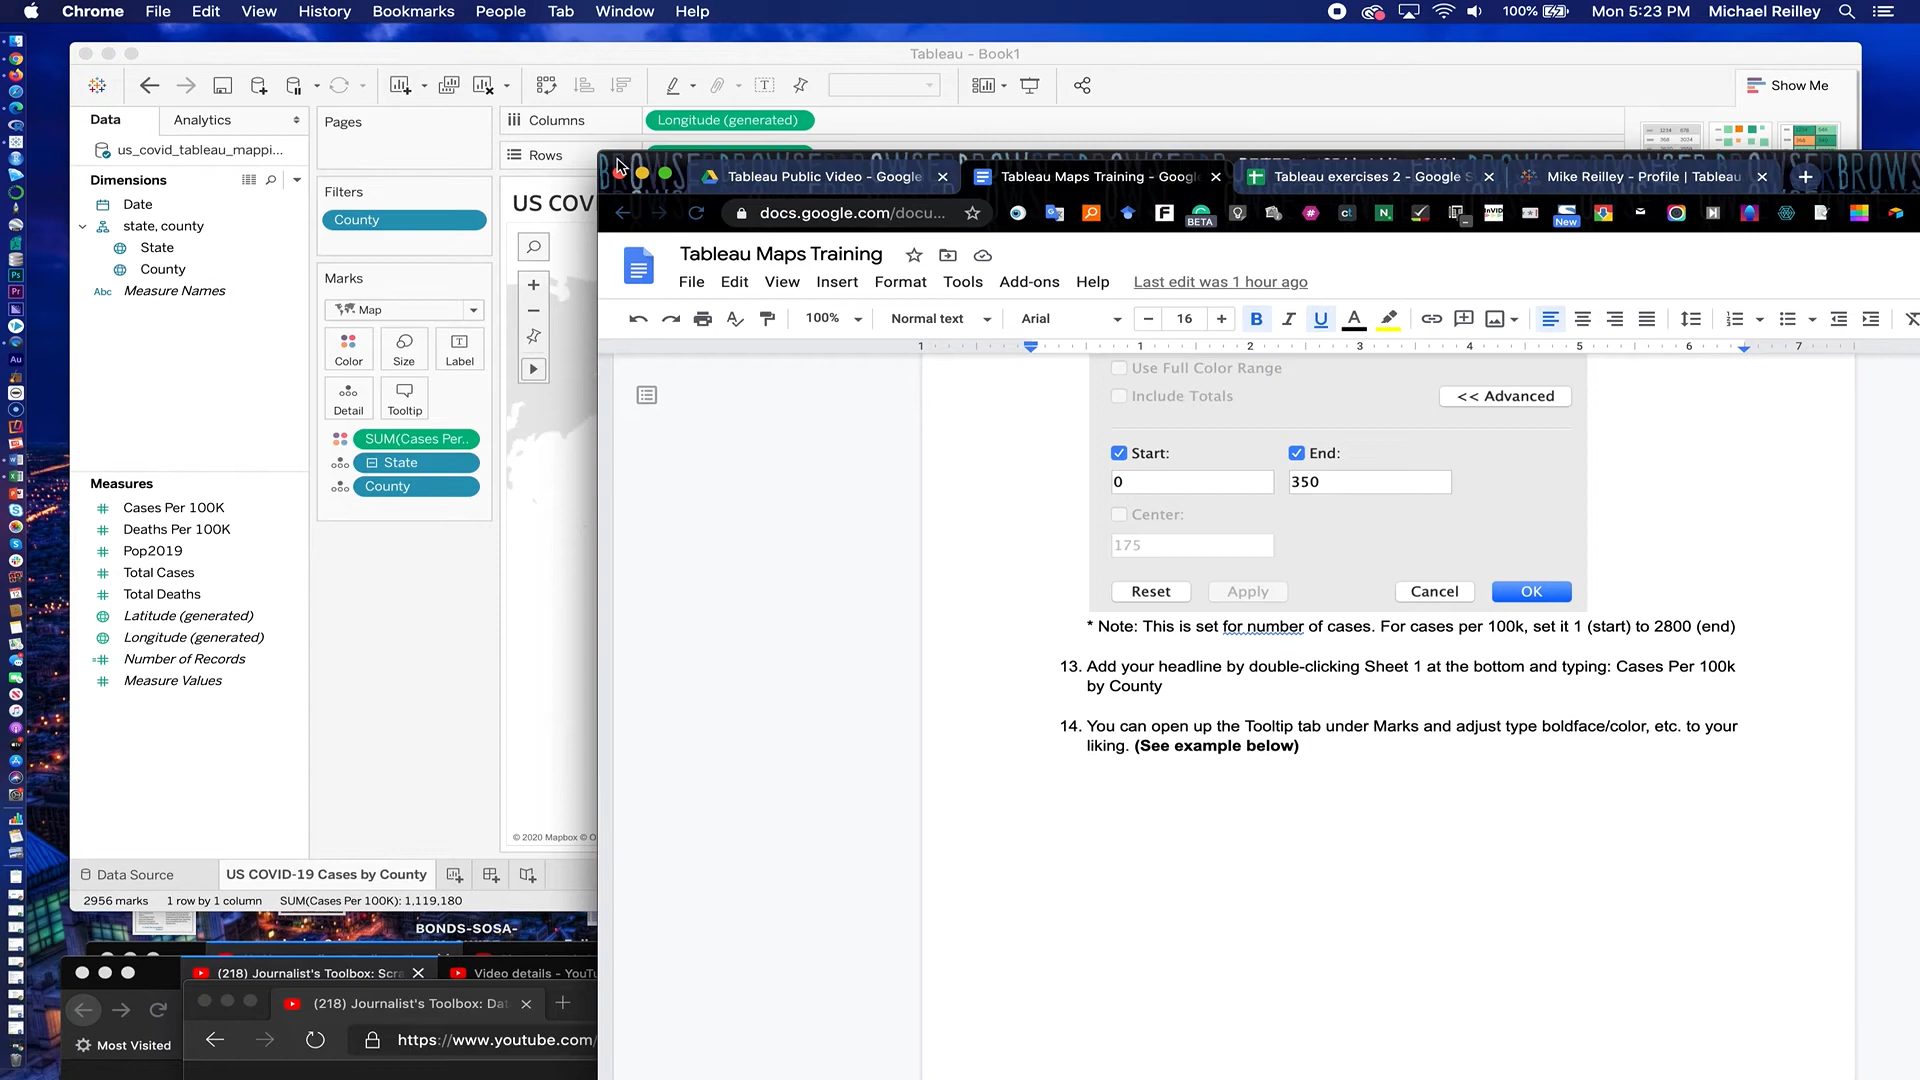 Chrome File Edit View History Bookmarks People Tab Window Help 100% Mon 5:23 PM Michael Reilley
Tableau - Book1
Show Me
Data Analytics
us_covid_tableau_mappi...
Dimensions
Date
state, county
State
County
Abc Measure Names
Measures
Cases Per 100K
Deaths Per 100K
Pop2019
Total Cases
Total Deaths
Latitude (generated)
Longitude (generated)
Number of Records
Measure Values
Pages
Filters
County
Marks
Map
Color Size Label
Detail Tooltip
SUM(Cases Per..
State
County
Columns Longitude (generated)
Rows
US COV
© 2020 Mapbox © O
Data Source US COVID-19 Cases by County
2956 marks 1 row by 1 column SUM(Cases Per 100K): 1,119,180
Tableau Public Video - Google Tableau Maps Training - Google Tableau exercises 2 - Google S Mike Reilley - Profile | Tableau
docs.google.com/docu...
BETA
New
Tableau Maps Training
File Edit View Insert Format Tools Add-ons Help Last edit was 1 hour ago
100% Normal text Arial 16 B I U A
1 1 2 3 4 5 6 7
Use Full Color Range
Include Totals << Advanced
Start: End:
0 350
Center:
175
Reset Apply Cancel OK
* Note: This is set for number of cases. For cases per 100k, set it 1 (start) to 2800 (end)
13. Add your headline by double-clicking Sheet 1 at the bottom and typing: Cases Per 100k
by County
14. You can open up the Tooltip tab under Marks and adjust type boldface/color, etc. to your
liking. (See example below)
BONDS-SOSA-
(218) Journalist's Toolbox: Scra Video details - YouTu
(218) Journalist's Toolbox: Dat
https://www.youtube.com/
Most Visited